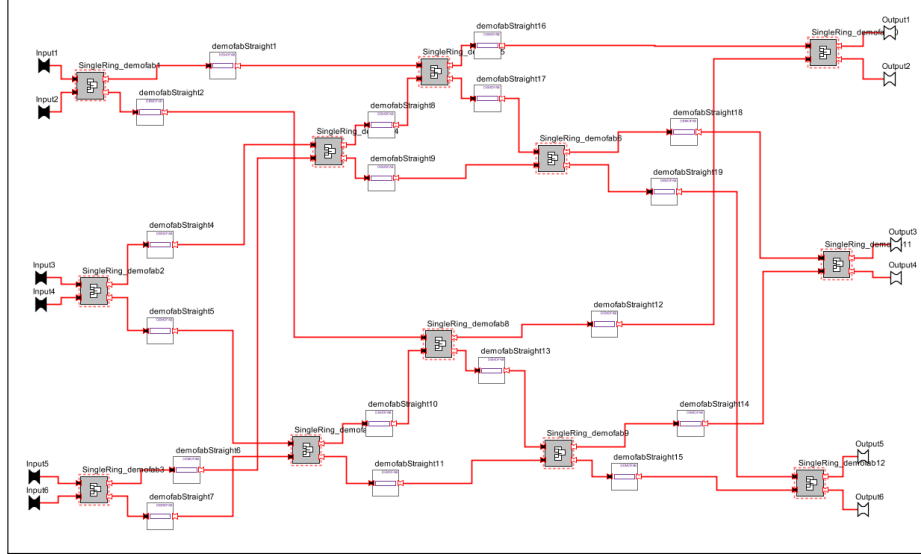 Output1
SingleRing_demofab
demofabStraight16
demofabStraight1
Input1
SingleRing_demofab1
Output2
demofabStraight17
demofabStraight2
Input2
demofabStraight8
demofabStraight18
SingleRing_demofab6
demofabStraight9
demofabStraight19
demofabStraight4
Output3
SingleRing_demofab2
Input3
Output4
Input4
demofabStraight12
demofabStraight5
SingleRing_demofab8
demofabStraight13
demofabStraight14
demofabStraight10
SingleRing_demofab9
demofabStraight6
Output5
Input5
SingleRing_demofab3
demofabStraight11
demofabStraight15
SingleRing_demofab12
Input6
demofabStraight7
Output6